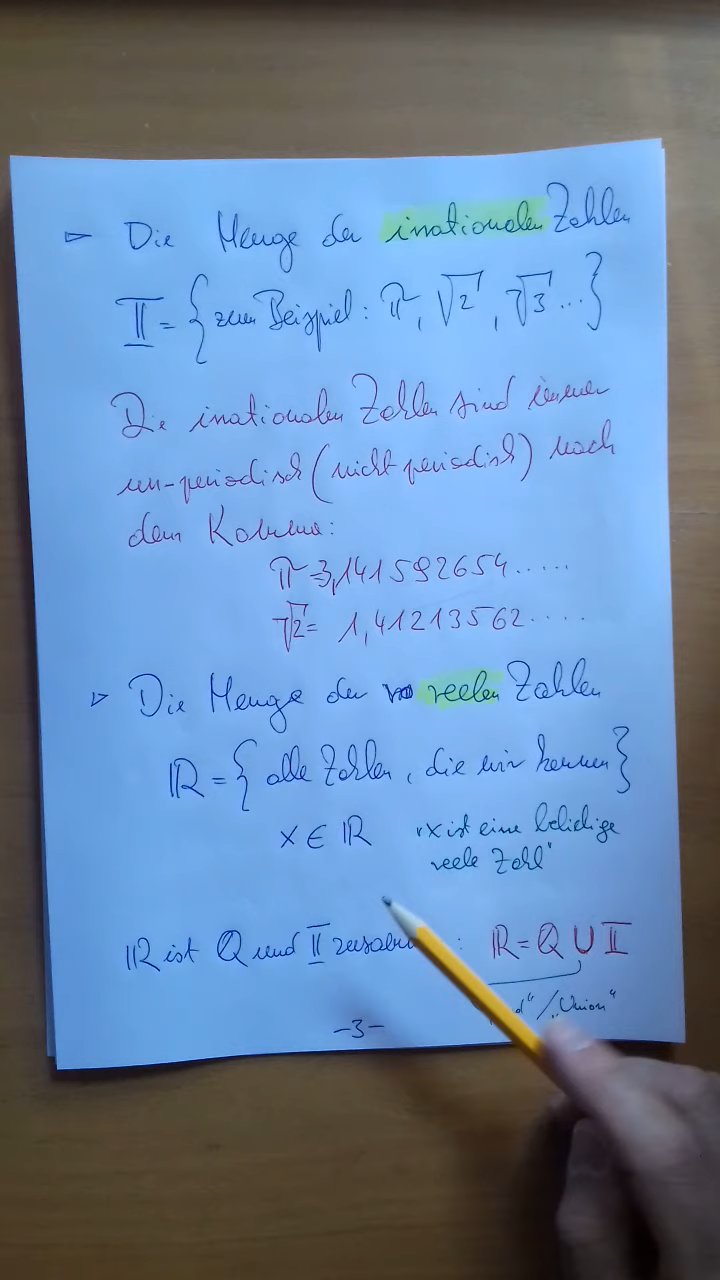 Die Menge der irrationalen Zahlen
𝕀 = { zum Beispiel: π, √2, √3 ... }
Die irrationalen Zahlen sind immer
un-periodisch (nicht periodisch) nach
dem Komma:
π = 3,141592654.....
√2 = 1,41213562....
Die Menge der reelen Zahlen
ℝ = { alle Zahlen, die wir kennen }
x ∈ ℝ „x ist eine beliebige
reele Zahl"
ℝ ist ℚ und 𝕀 : ℝ = ℚ ∪ 𝕀
/ „Union"
-3-